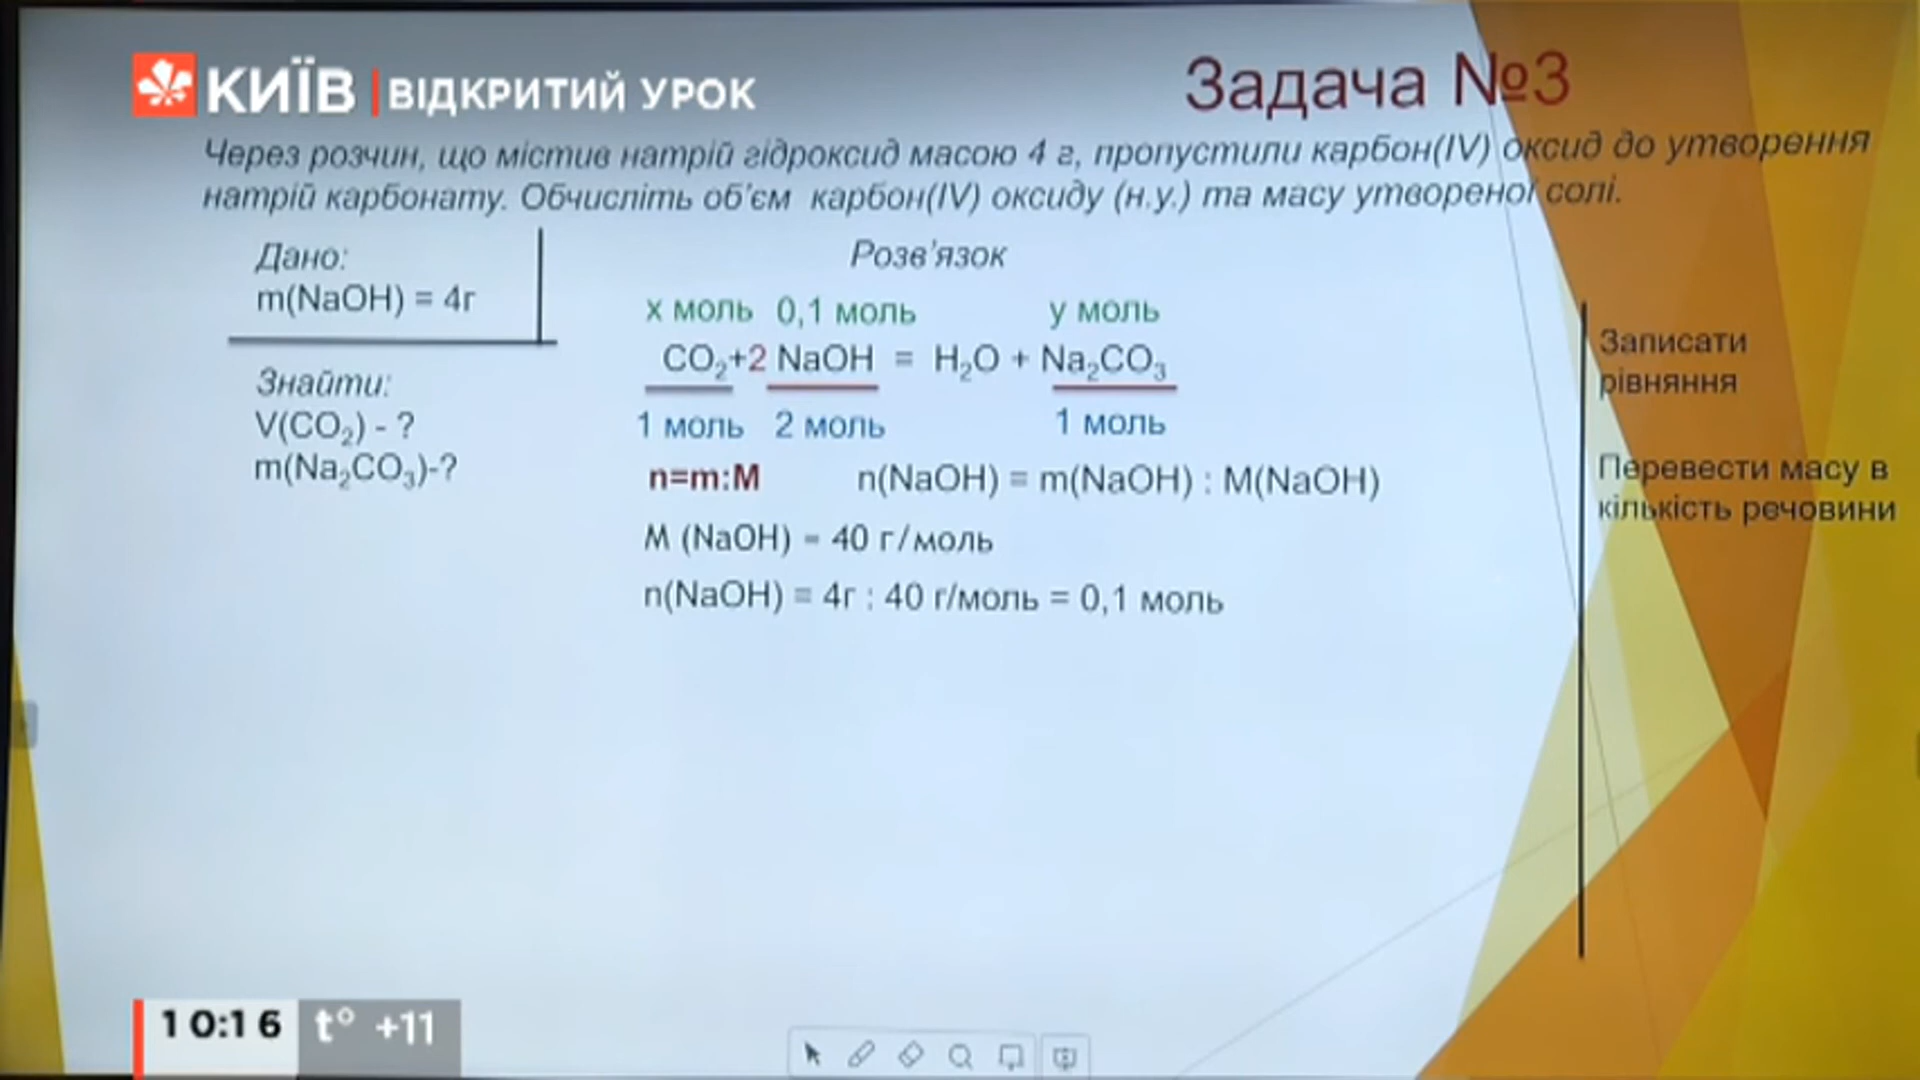 КИЇВ | ВІДКРИТИЙ УРОК
Задача №3
Через розчин, що містив натрій гідроксид масою 4 г, пропустили карбон(IV) оксид до утворення
натрій карбонату. Обчисліть об'єм карбон(IV) оксиду (н.у.) та масу утвореної солі.
Дано:
m(NaOH) = 4г
Знайти:
V(CO₂) - ?
m(Na₂CO₃)-?
Розв'язок
х моль 0,1 моль у моль
CO₂+2 NaOH = H₂O + Na₂CO₃
1 моль 2 моль 1 моль
n=m:M n(NaOH) = m(NaOH) : M(NaOH)
M (NaOH) = 40 г/моль
n(NaOH) = 4г : 40 г/моль = 0,1 моль
Записати
рівняння
Перевести масу в
кількість речовини
10:16 t° +11